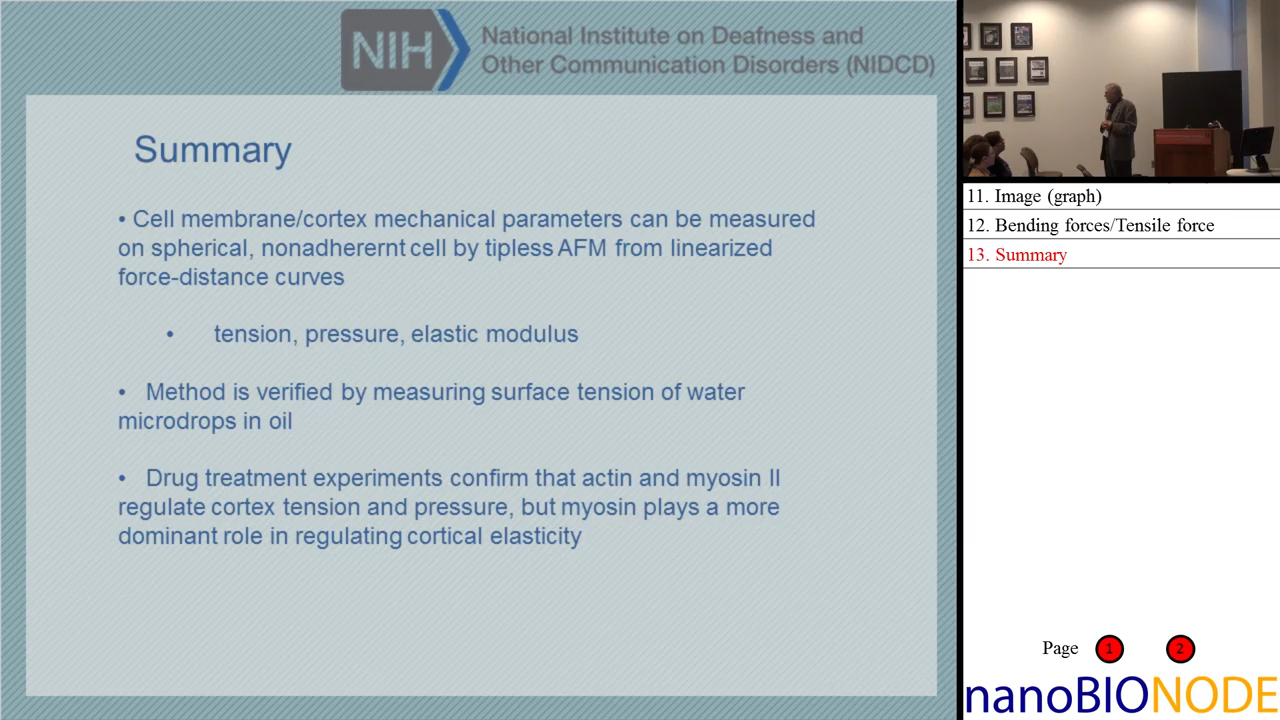 NIH National Institute on Deafness and
Other Communication Disorders (NIDCD)
Summary
• Cell membrane/cortex mechanical parameters can be measured
on spherical, nonadherernt cell by tipless AFM from linearized
force-distance curves
• tension, pressure, elastic modulus
• Method is verified by measuring surface tension of water
microdrops in oil
• Drug treatment experiments confirm that actin and myosin II
regulate cortex tension and pressure, but myosin plays a more
dominant role in regulating cortical elasticity
11. Image (graph)
12. Bending forces/Tensile force
13. Summary
Page 1 2
nanoBIONODE